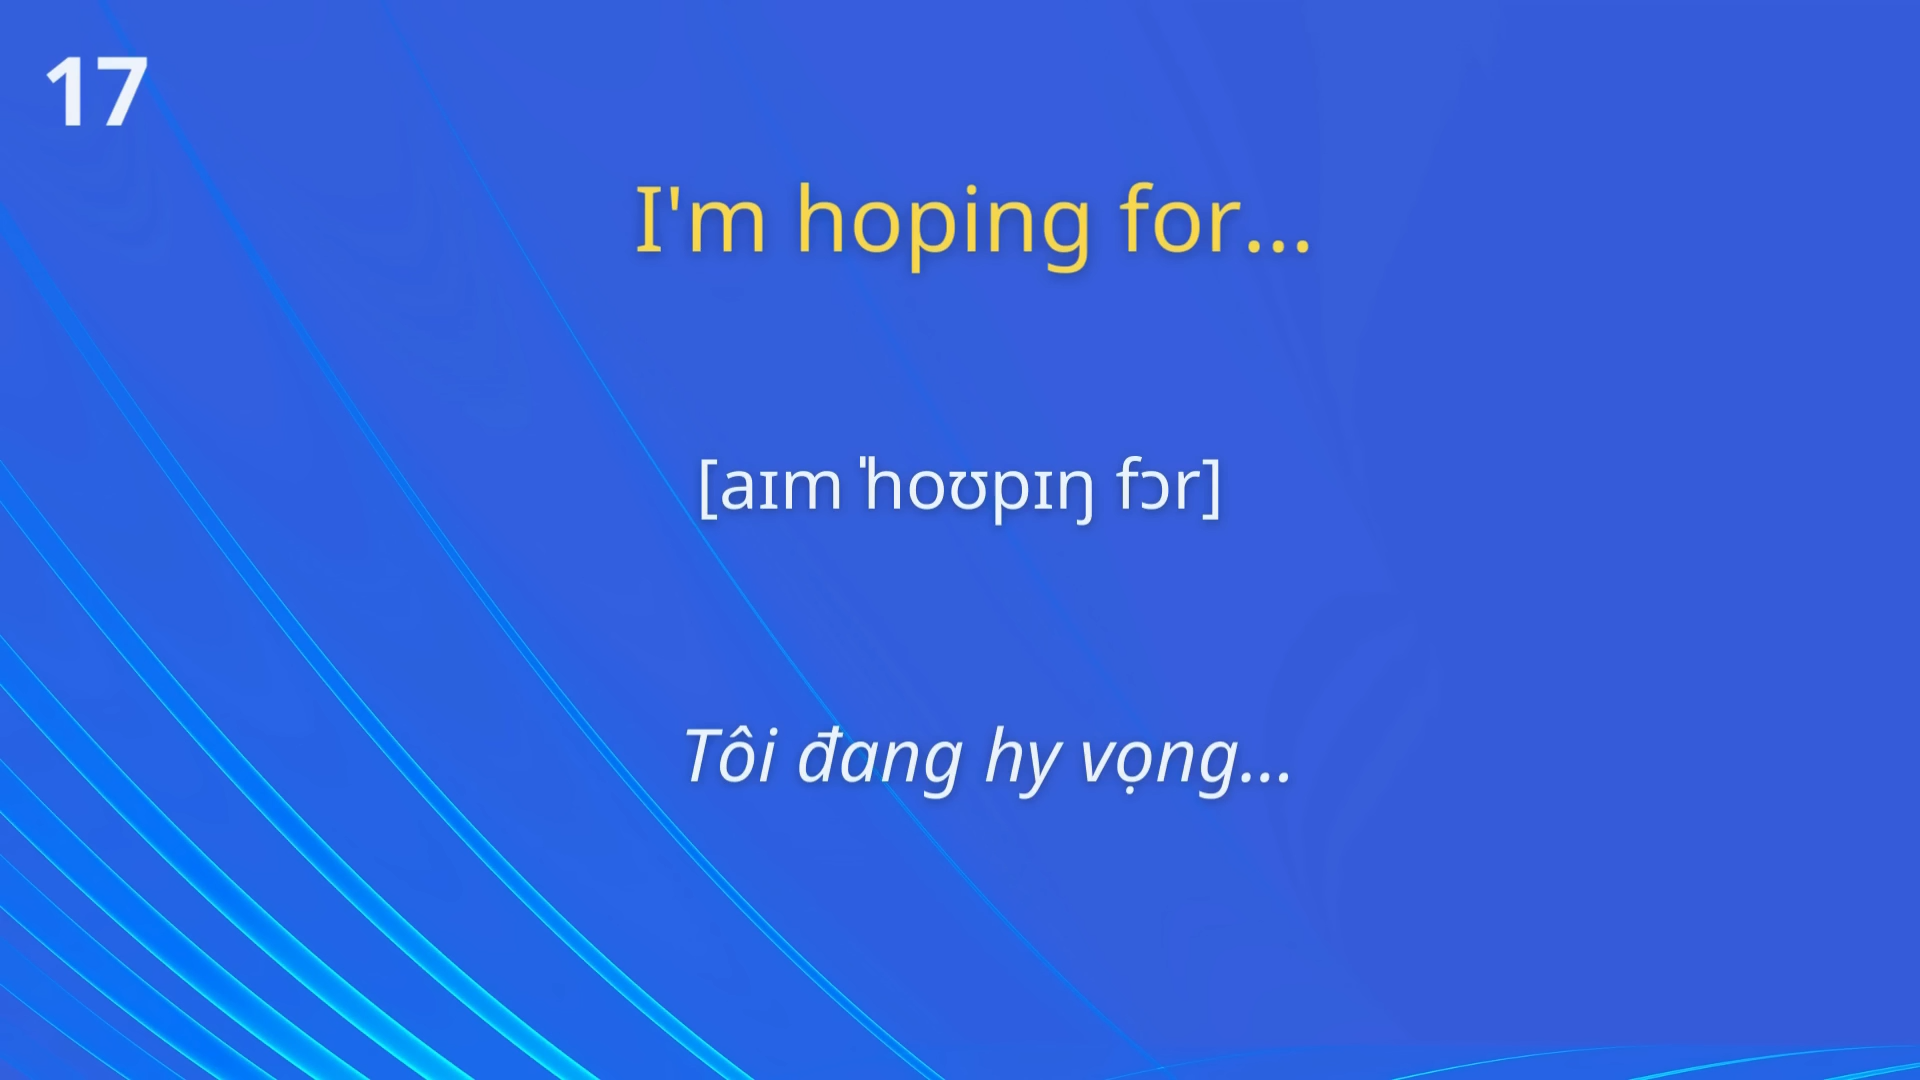 17
I'm hoping for...
[aɪm ˈhoʊpɪŋ fɔr]
Tôi đang hy vọng...